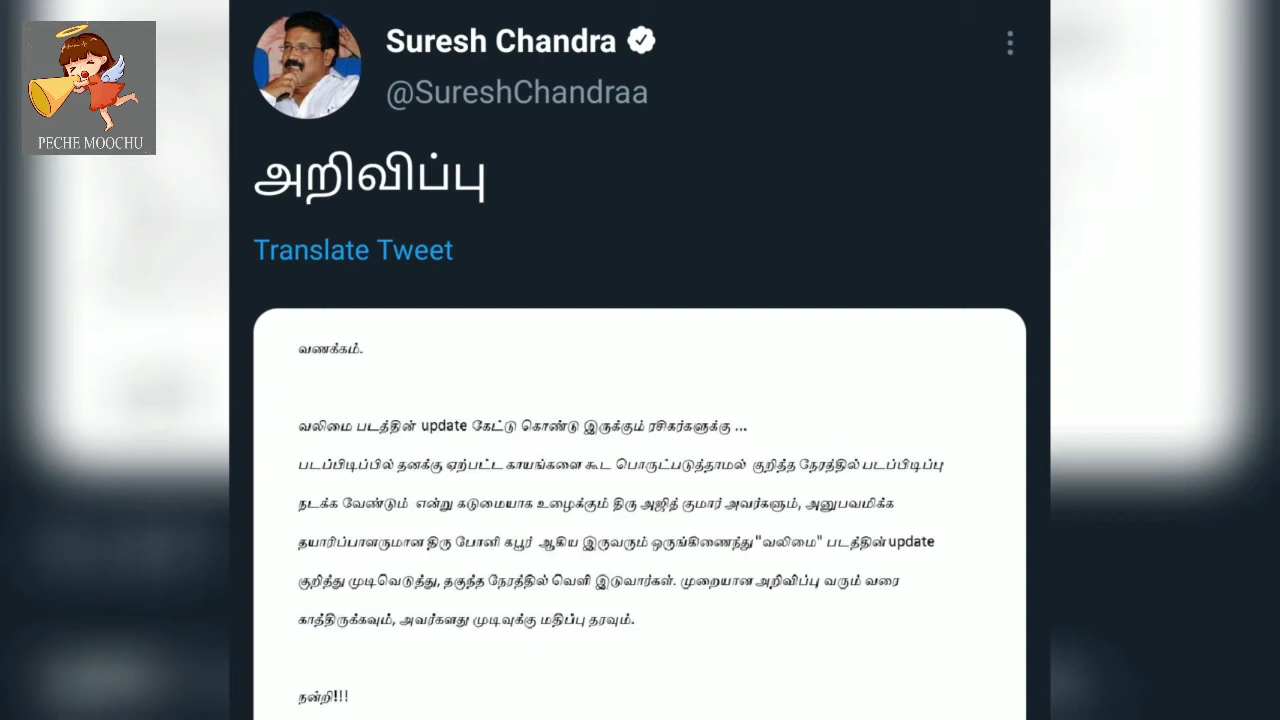 PECHE MOOCHU
Suresh Chandra
@SureshChandraa
அறிவிப்பு
Translate Tweet
வணக்கம்.
வலிமை படத்தின் update கேட்டு கொண்டு இருக்கும் ரசிகர்களுக்கு ...
படப்பிடிப்பில் தனக்கு ஏற்பட்ட காயங்களை கூட பொருட்படுத்தாமல் குறித்த நேரத்தில் படப்பிடிப்பு
நடக்க வேண்டும் என்று கடுமையாக உழைக்கும் திரு அஜித் குமார் அவர்களும், அனுபவமிக்க
தயாரிப்பாளருமான திரு போனி கபூர் ஆகிய இருவரும் ஒருங்கிணைந்து "வலிமை" படத்தின் update
குறித்து முடிவெடுத்து, தகுந்த நேரத்தில் வெளி இடுவார்கள். முறையான அறிவிப்பு வரும் வரை
காத்திருக்கவும், அவர்களது முடிவுக்கு மதிப்பு தரவும்.
நன்றி!!!